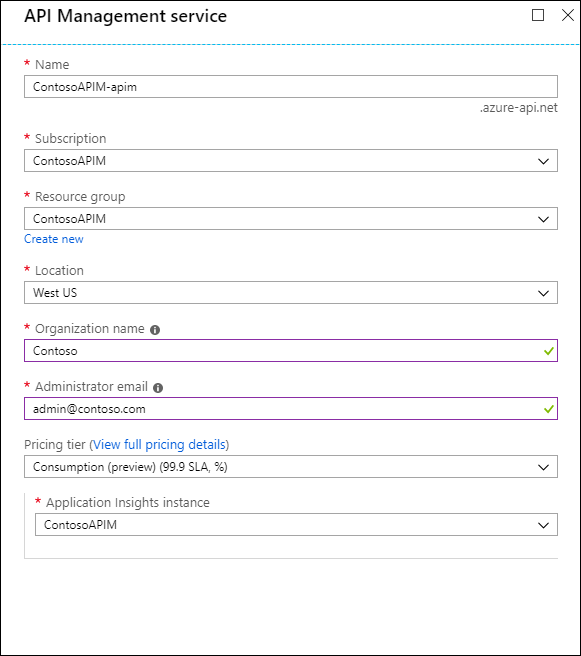 API Management service
* Name
ContosoAPIM-apim
.azure-api.net
* Subscription
ContosoAPIM
* Resource group
ContosoAPIM
Create new
* Location
West US
* Organization name
Contoso
* Administrator email
admin@contoso.com
Pricing tier (View full pricing details)
Consumption (preview) (99.9 SLA, %)
* Application Insights instance
ContosoAPIM